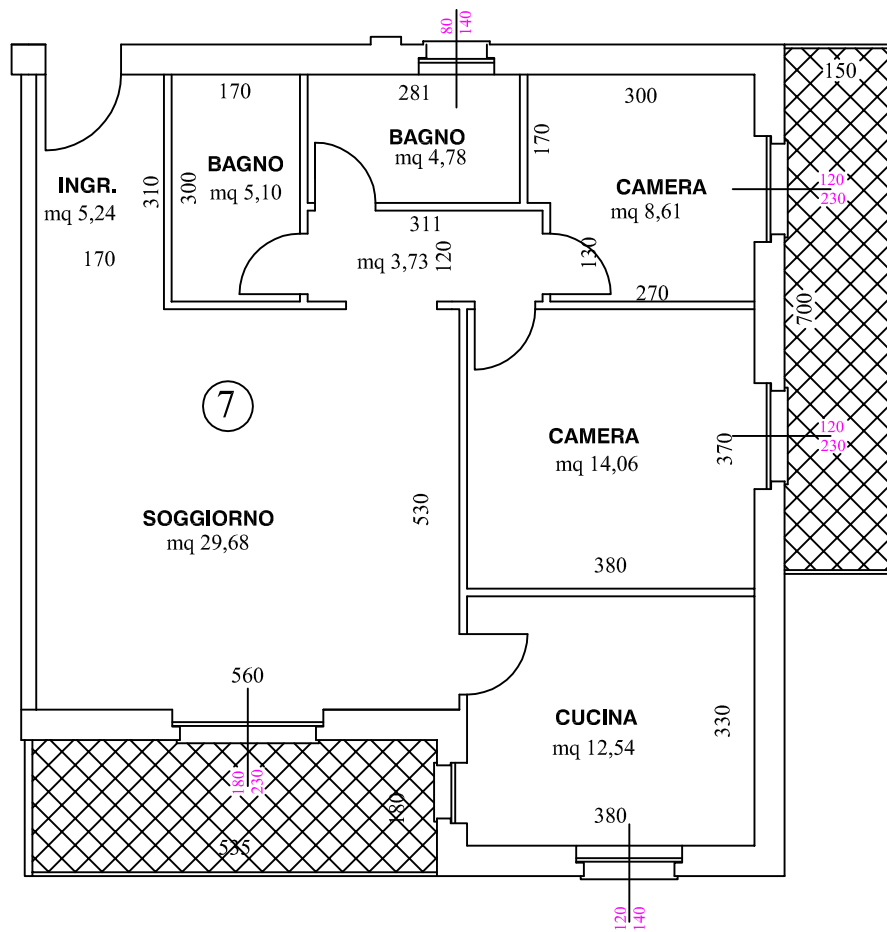 80
140
150
170
281
300
BAGNO
mq 4,78
170
BAGNO
mq 5,10
INGR.
mq 5,24
310
300
CAMERA
mq 8,61
120
230
311
170
mq 3,73
120
130
270
700
7
CAMERA
mq 14,06
120
230
370
SOGGIORNO
mq 29,68
530
380
560
CUCINA
mq 12,54
330
180
230
180
535
380
120
140